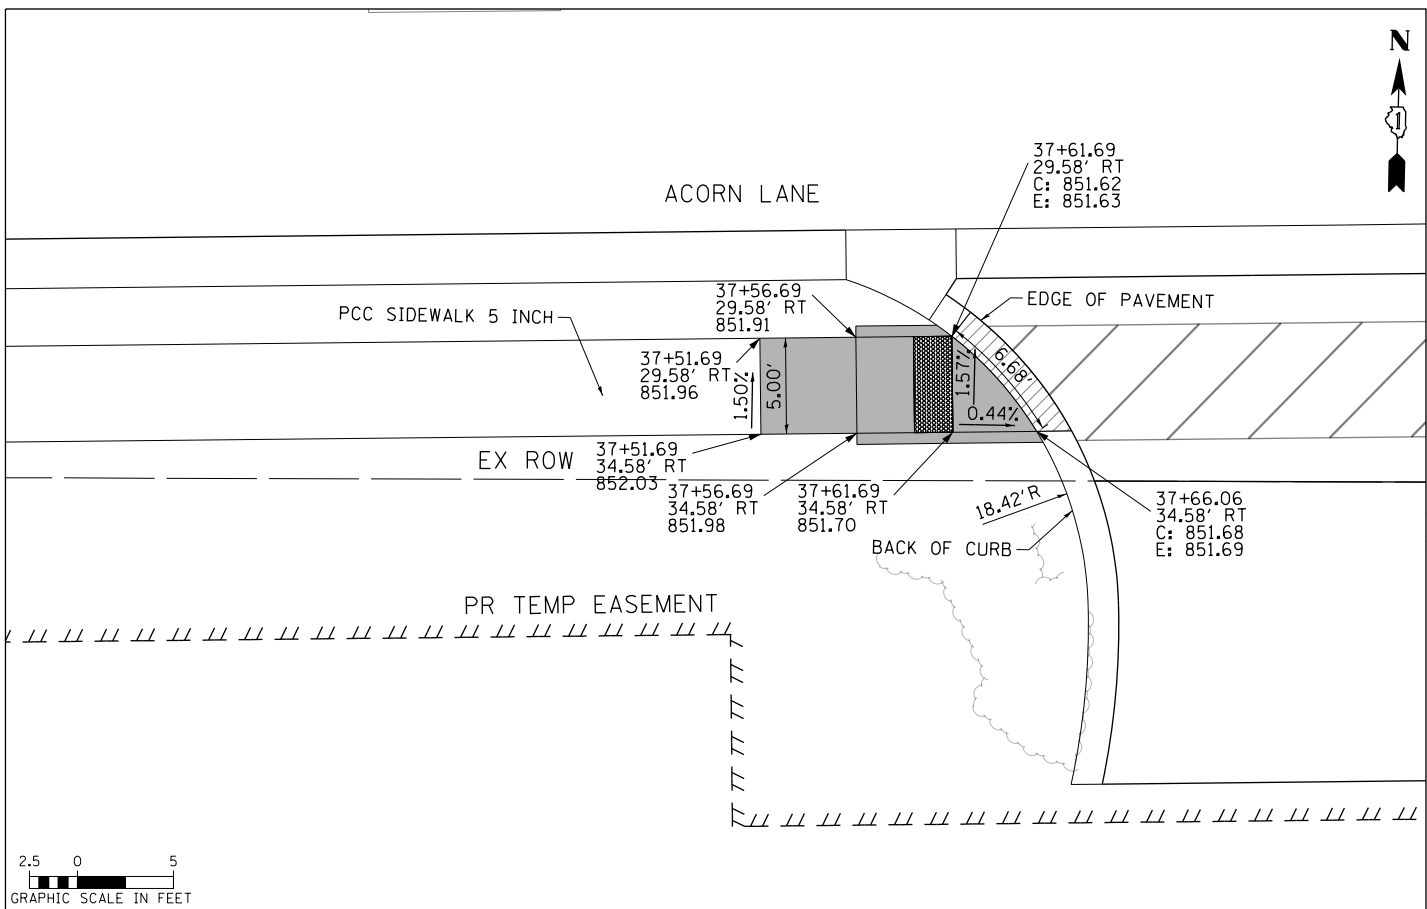 N
1
37+61.69
29.58' RT
C: 851.62
E: 851.63
ACORN LANE
37+56.69
29.58' RT
851.91
EDGE OF PAVEMENT
PCC SIDEWALK 5 INCH
37+51.69
29.58' RT
851.96
1.50%
5.00'
1.57%
6.68'
0.44%
EX ROW
37+51.69
34.58' RT
852.03
37+56.69
34.58' RT
851.98
37+61.69
34.58' RT
851.70
18.42'R
37+66.06
34.58' RT
C: 851.68
E: 851.69
BACK OF CURB
PR TEMP EASEMENT
2.5 0 5
GRAPHIC SCALE IN FEET